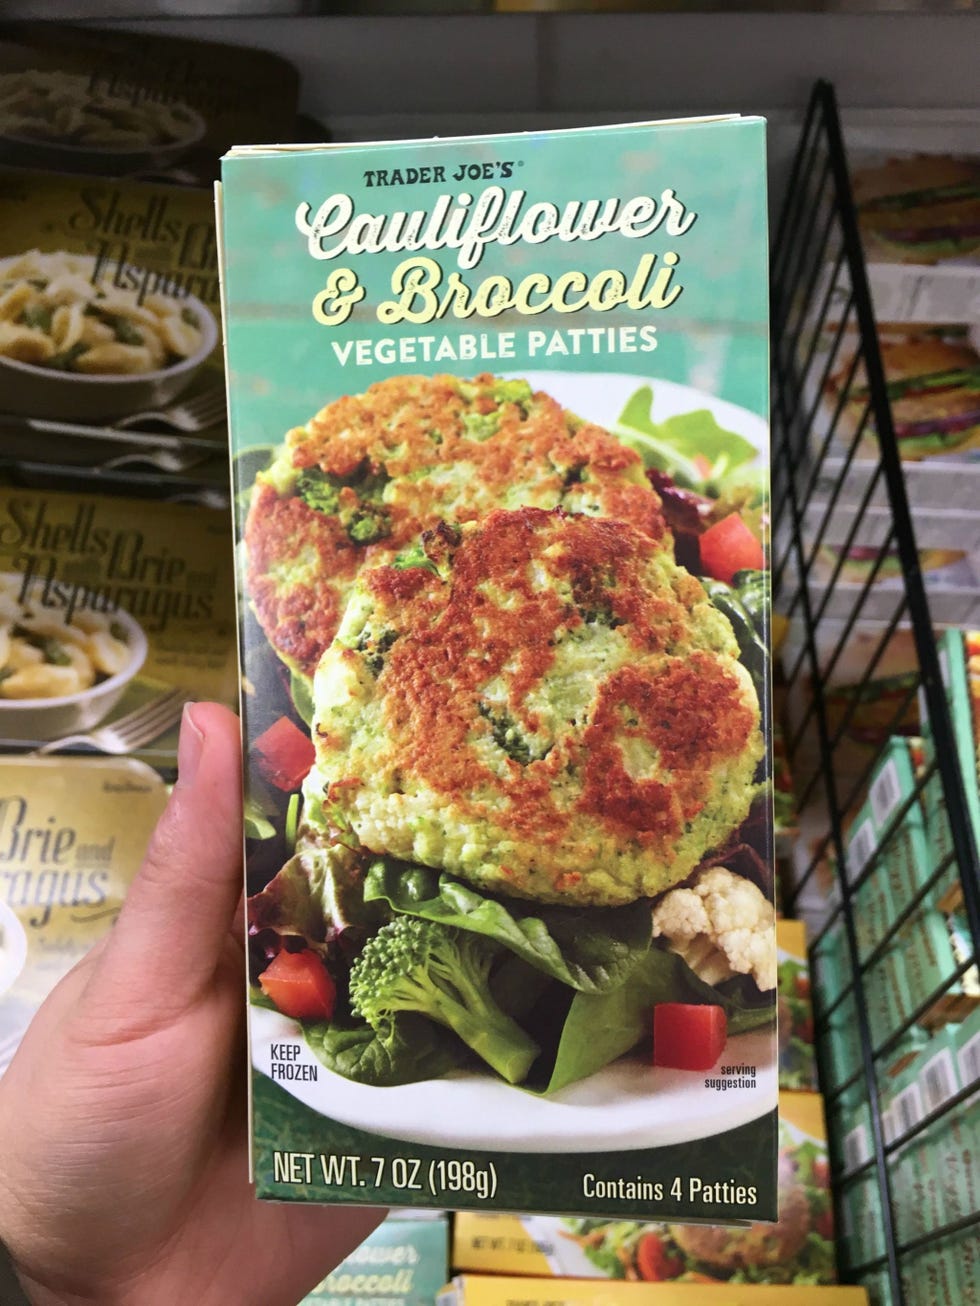 TRADER JOE'S®
Cauliflower
& Broccoli
VEGETABLE PATTIES
KEEP
FROZEN
serving
suggestion
NET WT. 7 OZ (198g)
Contains 4 Patties
Shells
Asparagus
Shells Brie and
Asparagus
Brie and